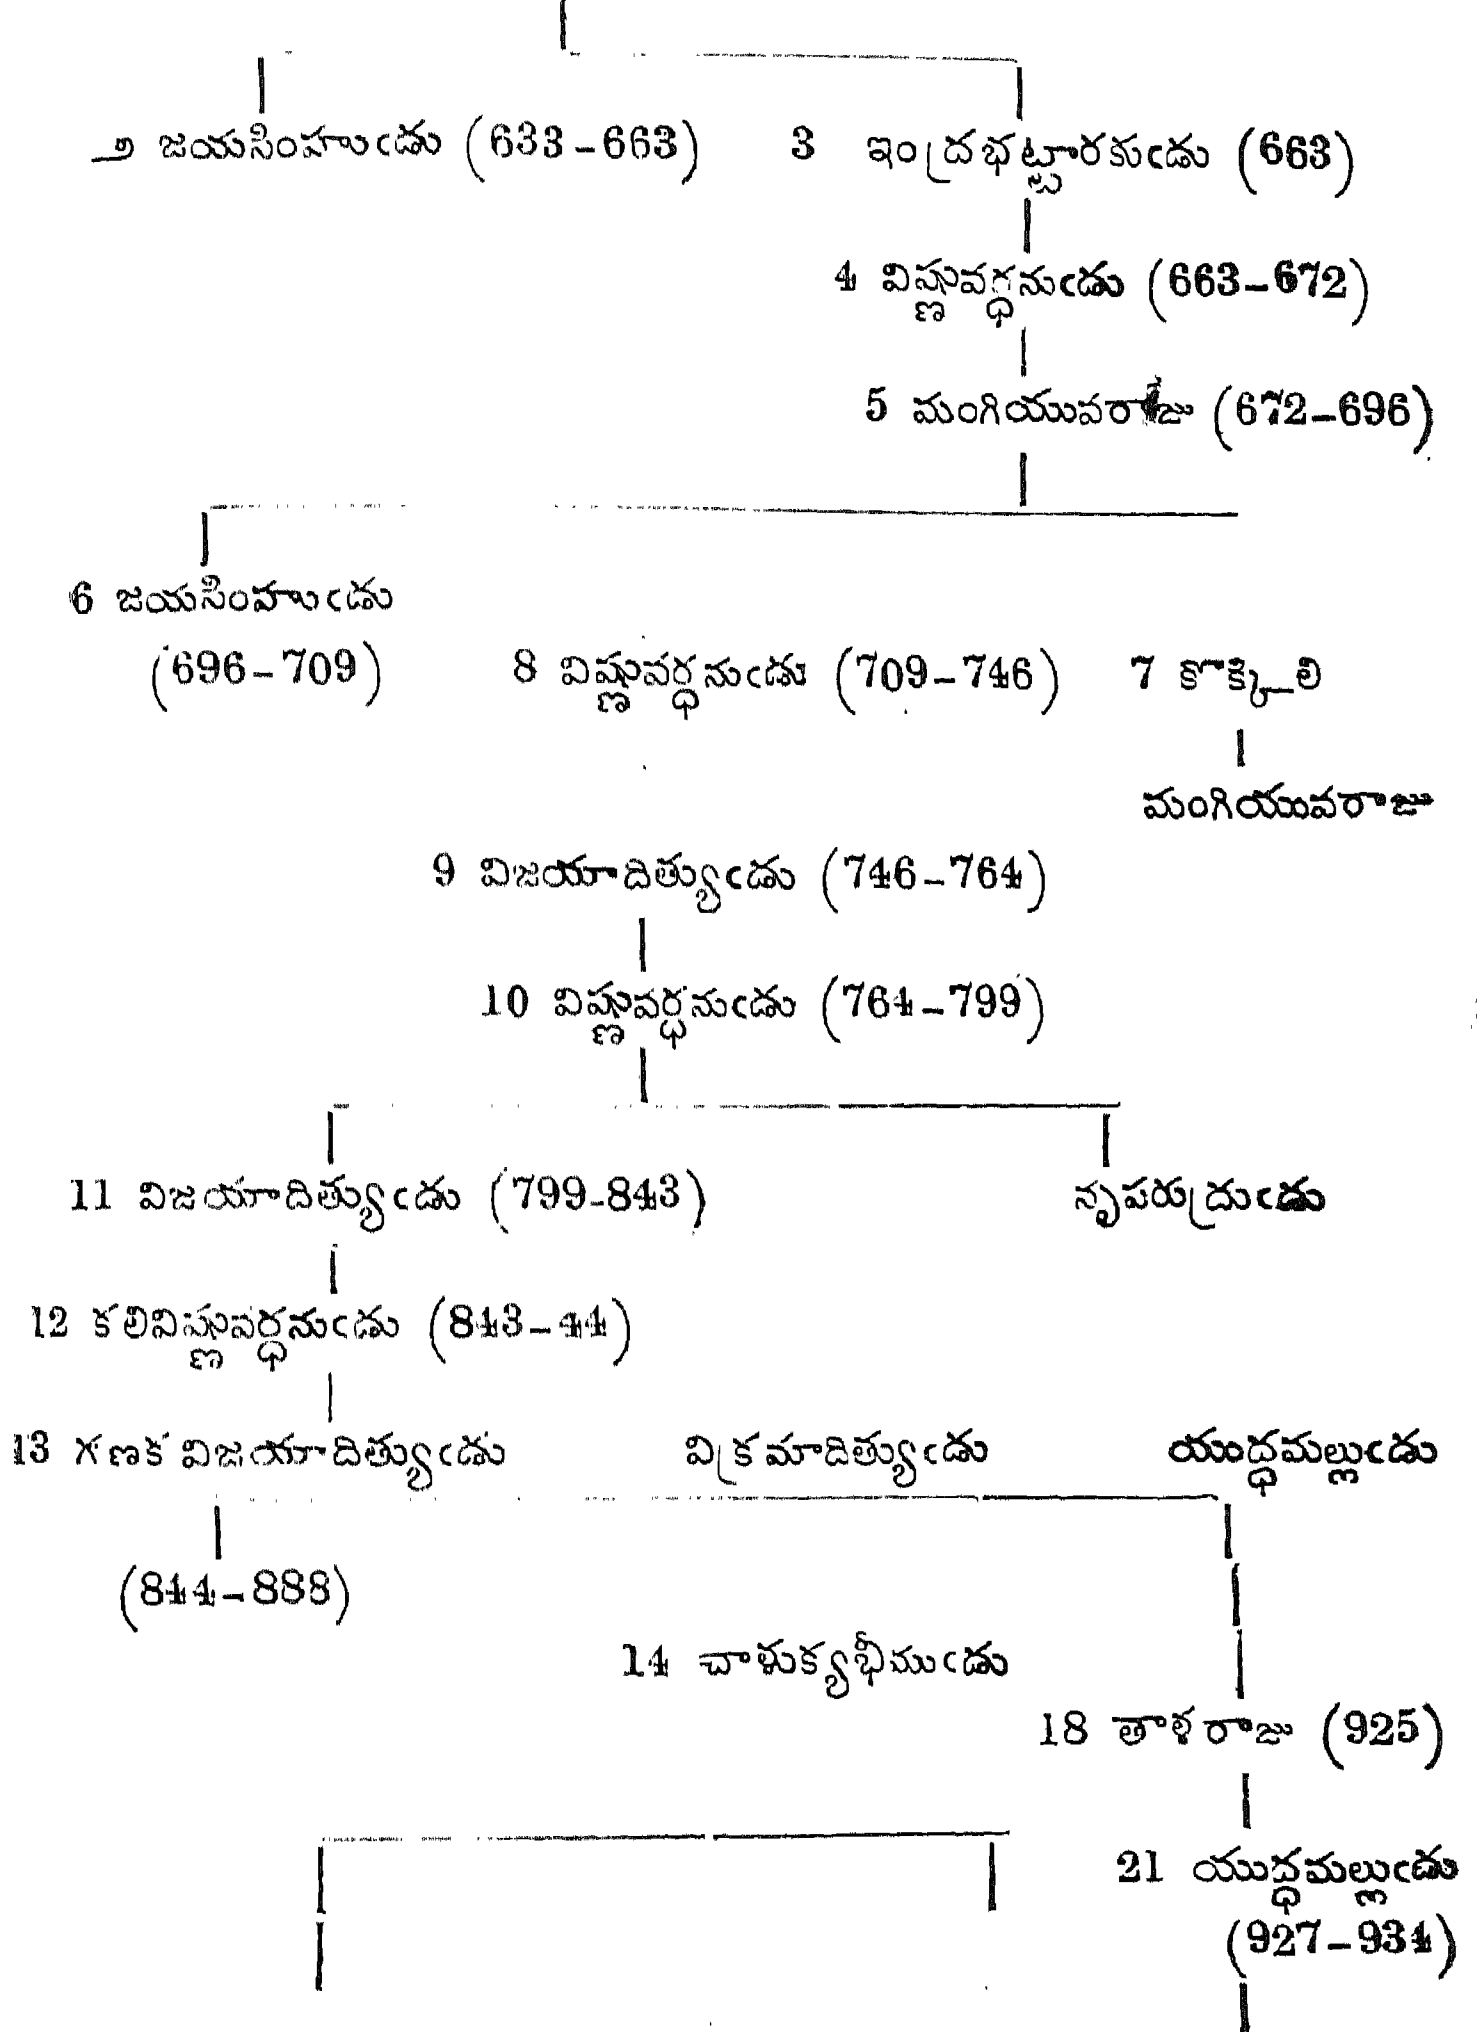 ౨ జయసింహుఁడు (633-663) 3 ఇంద్రభట్టారకుఁడు (663)
4 విష్ణువర్ధనుఁడు (663-672)
5 మంగియువరాజు (672-696)
6 జయసింహుఁడు
(696-709) 8 విష్ణువర్ధనుఁడు (709-746) 7 కొక్కిలి
మంగియువరాజు
9 విజయాదిత్యుఁడు (746-764)
10 విష్ణువర్ధనుఁడు (764-799)
11 విజయాదిత్యుఁడు (799-843) నృపరుద్రుఁడు
12 కలివిష్ణువర్ధనుఁడు (843-44)
13 గణక విజయాదిత్యుఁడు విక్రమాదిత్యుఁడు యుద్ధమల్లుఁడు
(844-888)
14 చాళుక్యభీముఁడు
18 తాళరాజు (925)
21 యుద్ధమల్లుఁడు
(927-934)